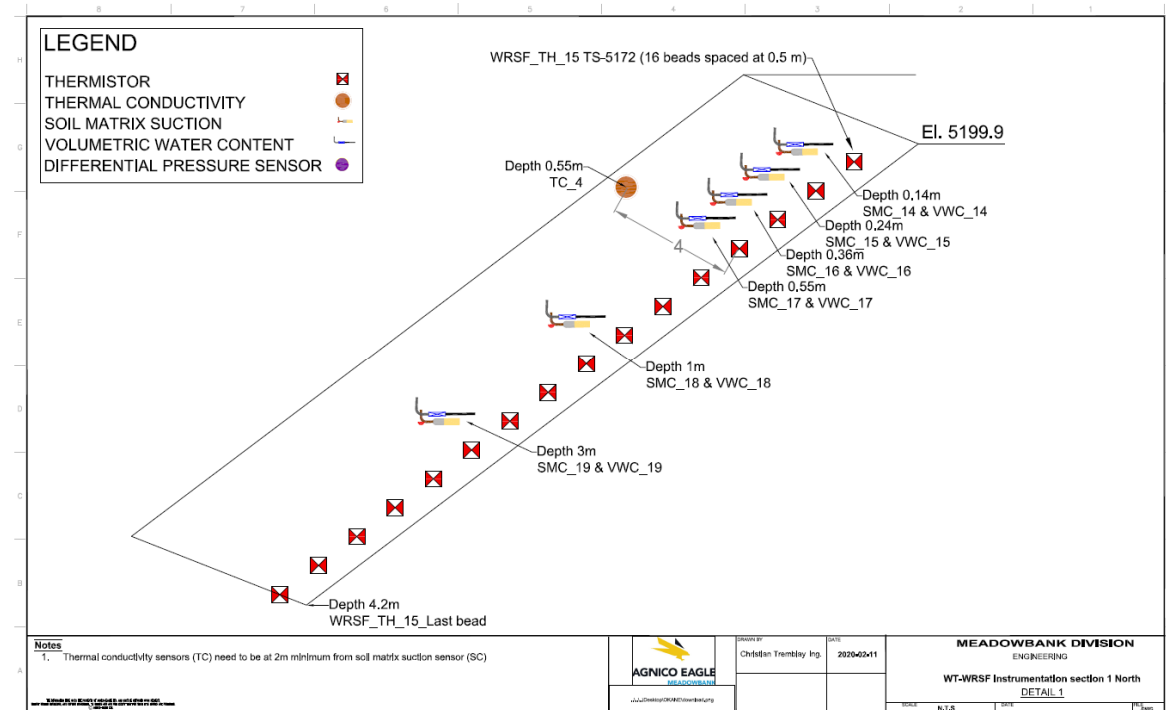 8 7 6 5 4 3 2 1
H
G
F
E
D
C
B
A
LEGEND
THERMISTOR
THERMAL CONDUCTIVITY
SOIL MATRIX SUCTION
VOLUMETRIC WATER CONTENT
DIFFERENTIAL PRESSURE SENSOR
WRSF_TH_15 TS-5172 (16 beads spaced at 0.5 m)
El. 5199.9
Depth 0.55m
TC_4
4
Depth 0.14m
SMC_14 & VWC_14
Depth 0.24m
SMC_15 & VWC_15
Depth 0.36m
SMC_16 & VWC_16
Depth 0.55m
SMC_17 & VWC_17
Depth 1m
SMC_18 & VWC_18
Depth 3m
SMC_19 & VWC_19
Depth 4.2m
WRSF_TH_15_Last bead
Notes
1. Thermal conductivity sensors (TC) need to be at 2m minimum from soil matrix suction sensor (SC)
AGNICO EAGLE
MEADOWBANK
DRAWN BY
Christian Tremblay Ing.
DATE
2020-02-11
MEADOWBANK DIVISION
ENGINEERING
WT-WRSF Instrumentation section 1 North
DETAIL 1
SCALE
N.T.S
DATE